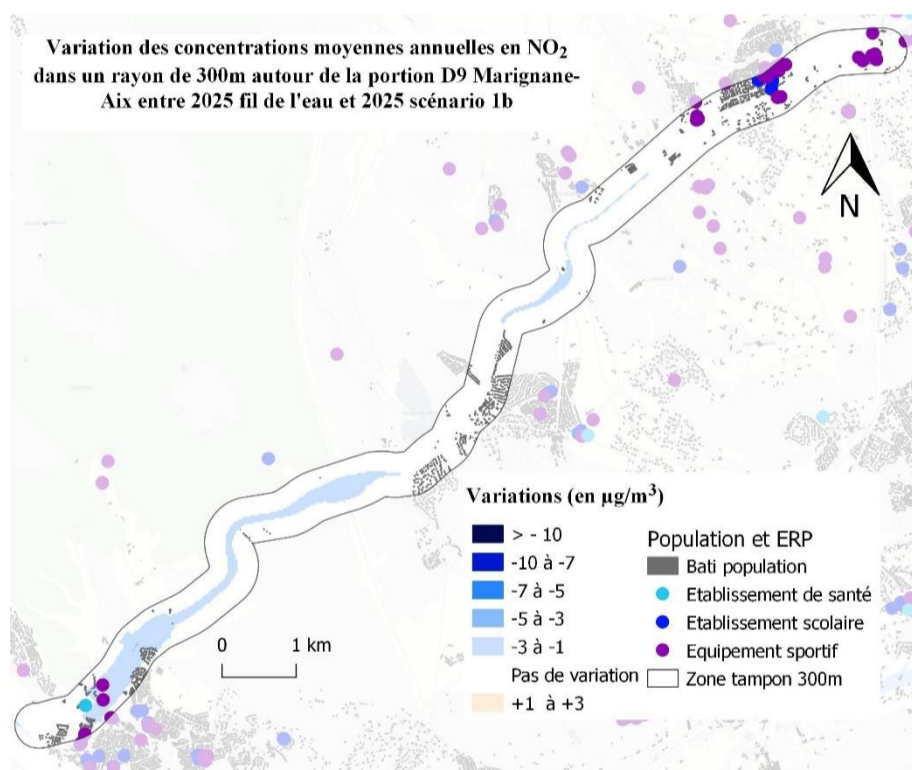 Variation des concentrations moyennes annuelles en NO₂
dans un rayon de 300m autour de la portion D9 Marignane-
Aix entre 2025 fil de l'eau et 2025 scénario 1b
N
0 1 km
Variations (en µg/m³)
> - 10
-10 à -7
-7 à -5
-5 à -3
-3 à -1
Pas de variation
+1 à +3
Population et ERP
Bati population
Etablissement de santé
Etablissement scolaire
Equipement sportif
Zone tampon 300m